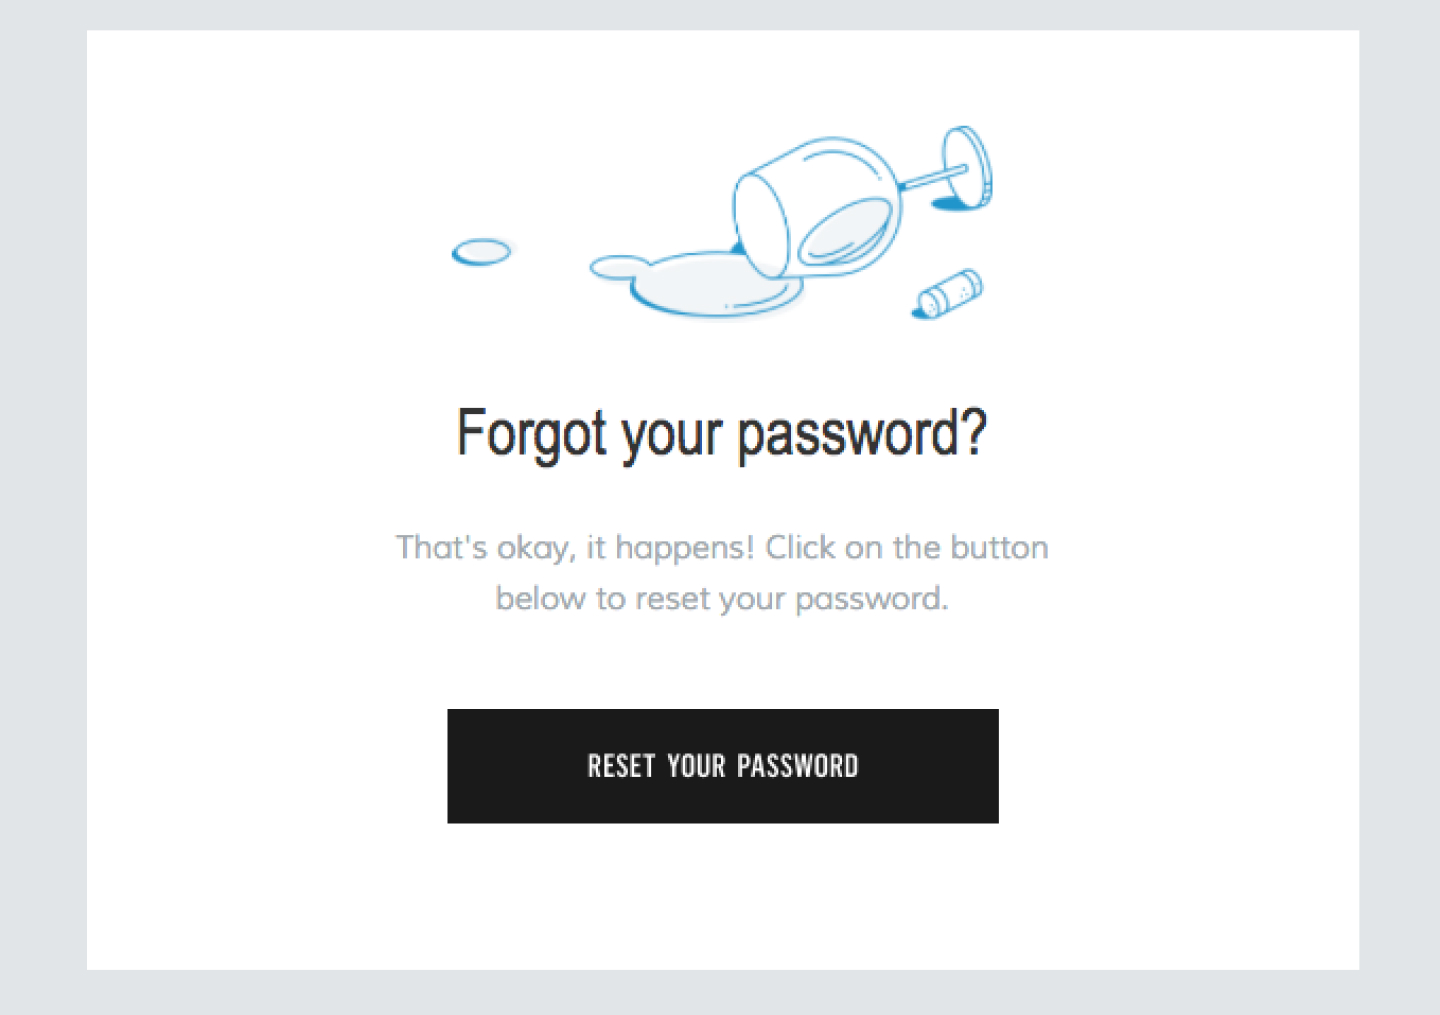 Forgot your password?
That's okay, it happens! Click on the button
below to reset your password.
RESET YOUR PASSWORD